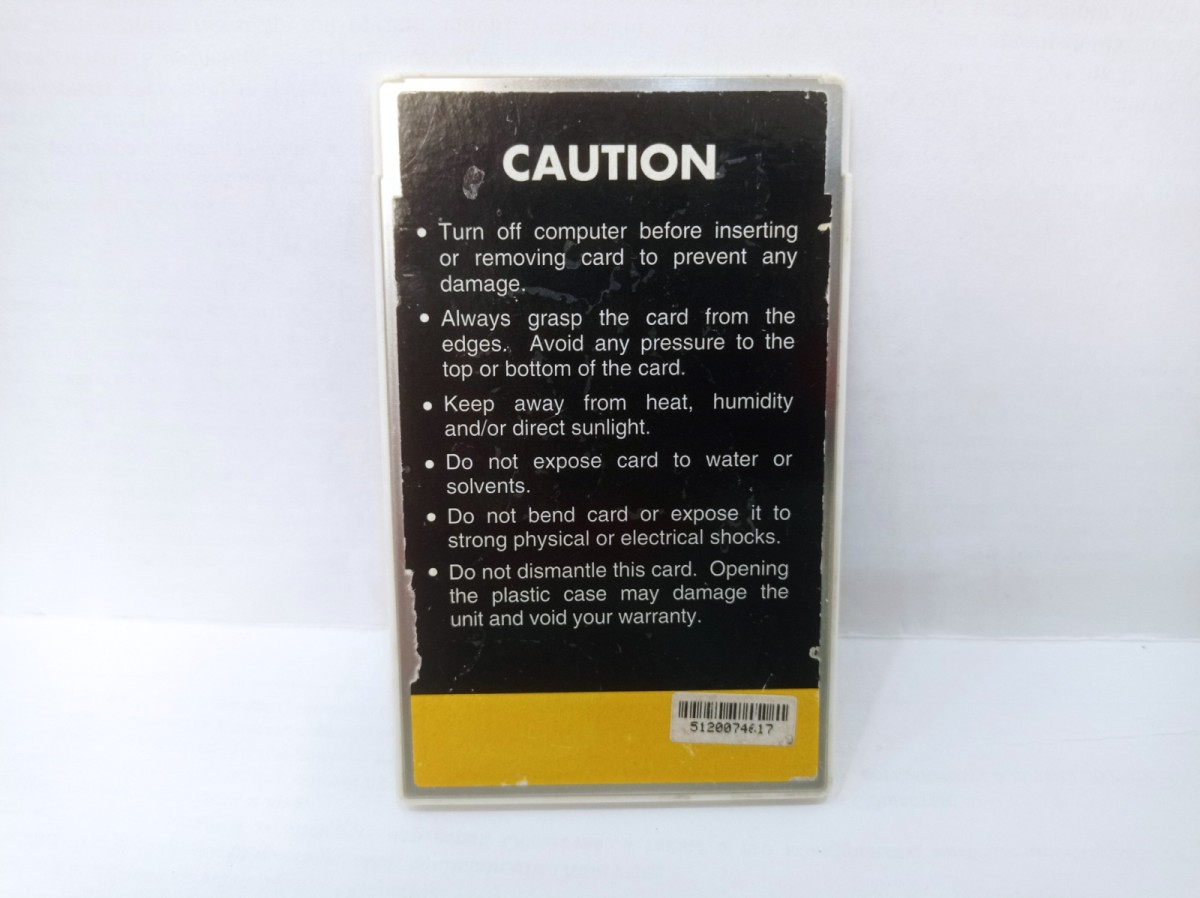 CAUTION
• Turn off computer before inserting
or removing card to prevent any
damage.
• Always grasp the card from the
edges. Avoid any pressure to the
top or bottom of the card.
• Keep away from heat, humidity
and/or direct sunlight.
• Do not expose card to water or
solvents.
• Do not bend card or expose it to
strong physical or electrical shocks.
• Do not dismantle this card. Opening
the plastic case may damage the
unit and void your warranty.
5120074617